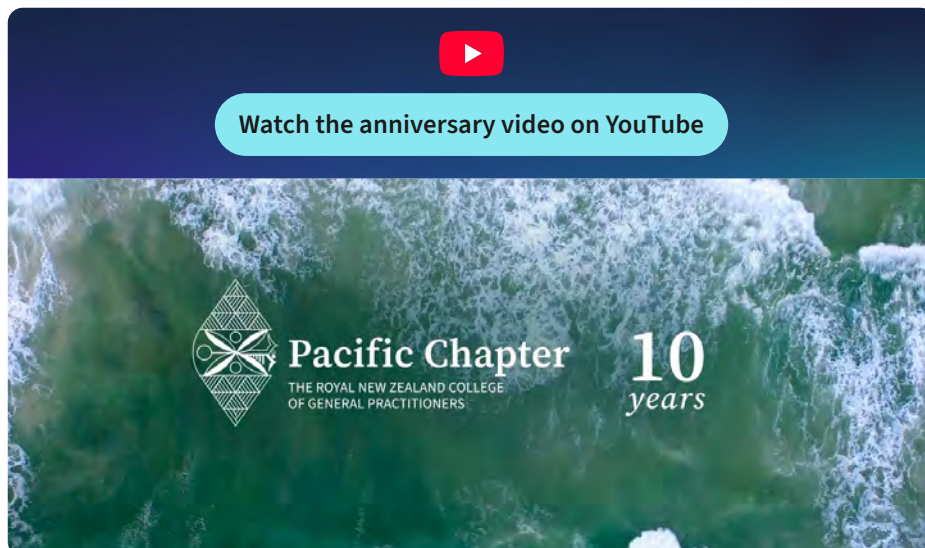 Watch the anniversary video on YouTube
Pacific Chapter
THE ROYAL NEW ZEALAND COLLEGE
OF GENERAL PRACTITIONERS
10
years